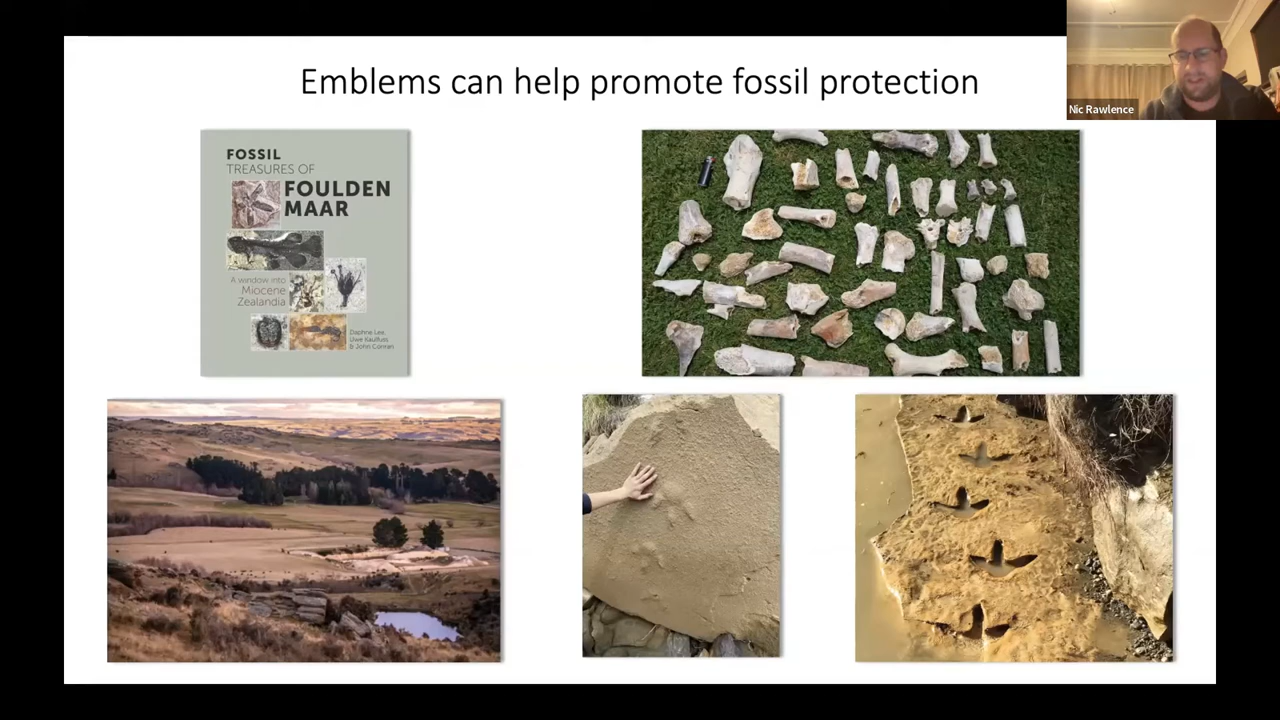 Emblems can help promote fossil protection
Nic Rawlence
FOSSIL
TREASURES OF
FOULDEN
MAAR
A window into
Miocene
Zealandia
Daphne Lee,
Uwe Kaulfuss
& John Conran